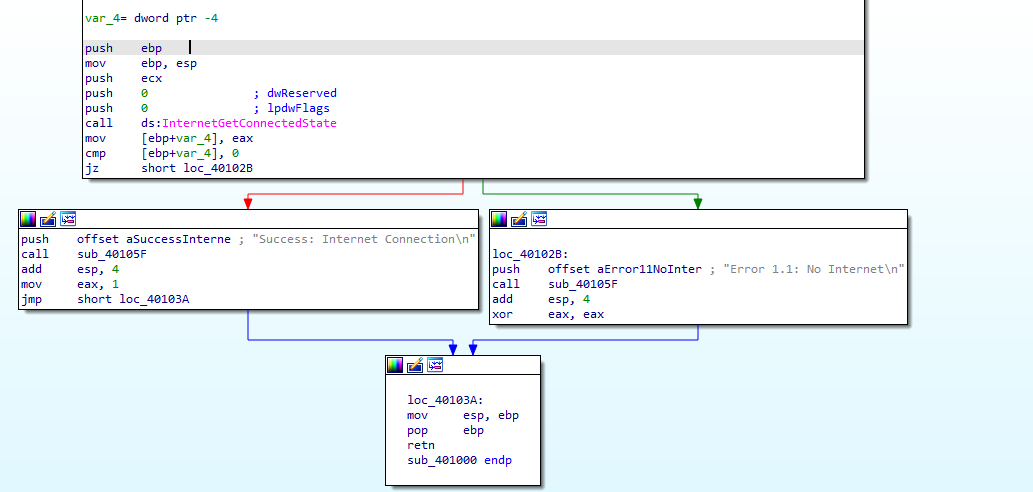 var_4= dword ptr -4
push    ebp
mov     ebp, esp
push    ecx
push    0               ; dwReserved
push    0               ; lpdwFlags
call    ds:InternetGetConnectedState
mov     [ebp+var_4], eax
cmp     [ebp+var_4], 0
jz      short loc_40102B
push    offset aSuccessInterne ; "Success: Internet Connection\n"
call    sub_40105F
add     esp, 4
mov     eax, 1
jmp     short loc_40103A
loc_40102B:
push    offset aError11NoInter ; "Error 1.1: No Internet\n"
call    sub_40105F
add     esp, 4
xor     eax, eax
loc_40103A:
mov     esp, ebp
pop     ebp
retn
sub_401000 endp